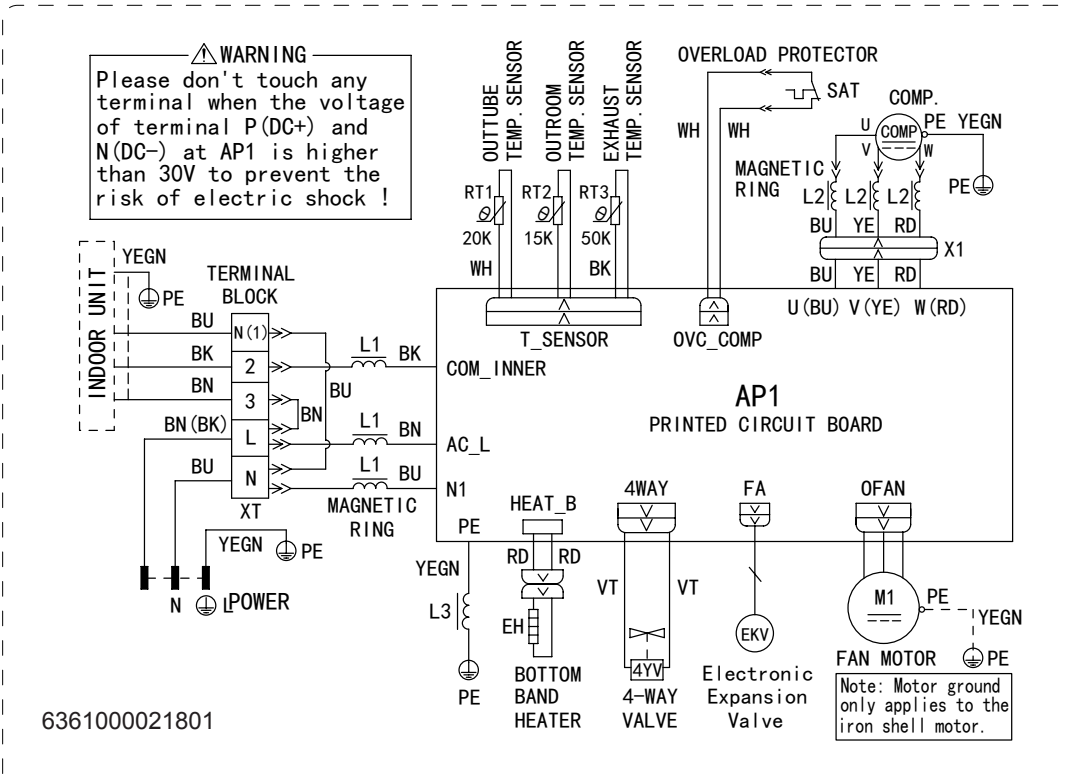 WARNING
Please don't touch any
terminal when the voltage
of terminal P(DC+) and
N(DC-) at AP1 is higher
than 30V to prevent the
risk of electric shock !
OUTTUBE
TEMP. SENSOR
OUTROOM
TEMP. SENSOR
EXHAUST
TEMP. SENSOR
RT1
RT2
RT3
θ
θ
θ
20K
15K
50K
WH
BK
T_SENSOR
OVERLOAD PROTECTOR
SAT
WH
WH
OVC_COMP
COMP.
U
COMP
PE
YEGN
V
W
PE
MAGNETIC
RING
L2
L2
L2
BU
YE
RD
X1
BU
YE
RD
U(BU) V(YE) W(RD)
INDOOR UNIT
YEGN
PE
TERMINAL
BLOCK
BU
N(1)
BK
2
L1
BK
COM_INNER
BN
3
BN
BU
BN(BK)
L
L1
BN
AC_L
BU
N
L1
BU
N1
XT
MAGNETIC
RING
YEGN
PE
N
L
POWER
AP1
PRINTED CIRCUIT BOARD
PE
YEGN
L3
PE
HEAT_B
RD
RD
EH
BOTTOM
BAND
HEATER
4WAY
VT
VT
4YV
4-WAY
VALVE
FA
EKV
Electronic
Expansion
Valve
OFAN
M1
PE
YEGN
FAN MOTOR
PE
Note: Motor ground
only applies to the
iron shell motor.
6361000021801